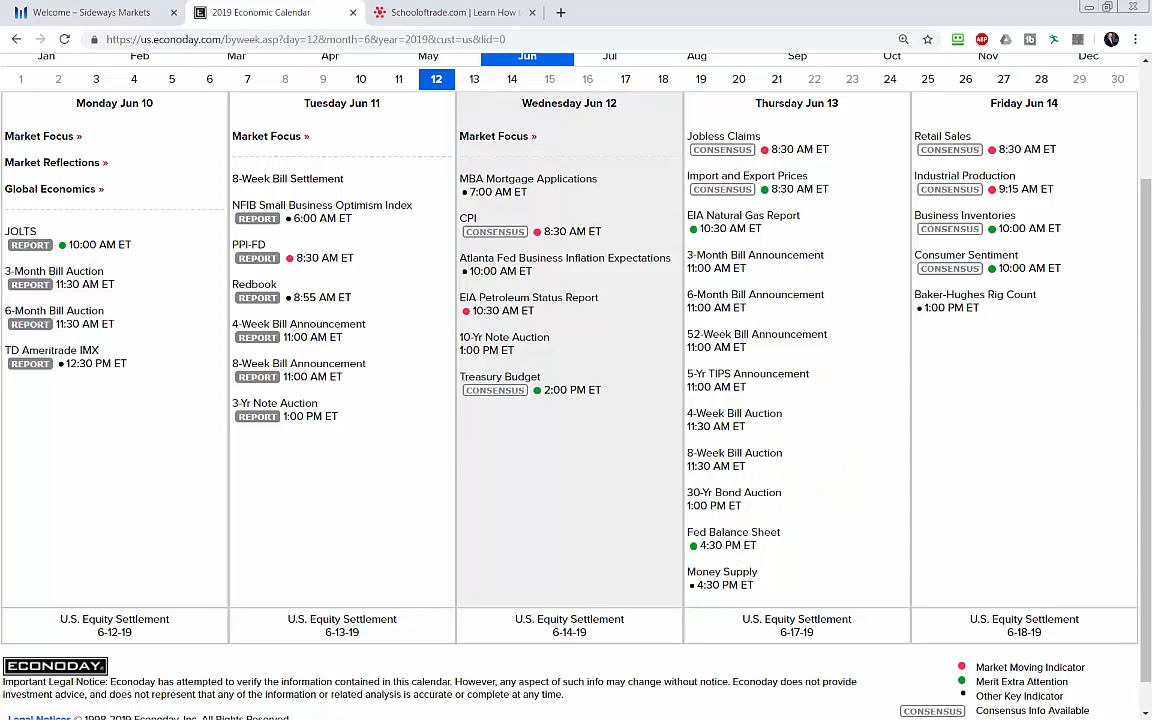 Welcome – Sideways Markets
2019 Economic Calendar
Schooloftrade.com | Learn How
https://us.econoday.com/byweek.asp?day=12&month=6&year=2019&cust=us&lid=0
Jan Feb Mar Apr May Jun Jul Aug Sep Oct Nov Dec
1 2 3 4 5 6 7 8 9 10 11 12 13 14 15 16 17 18 19 20 21 22 23 24 25 26 27 28 29 30
Monday Jun 10
Market Focus »
Market Reflections »
Global Economics »
JOLTS
REPORT 10:00 AM ET
3-Month Bill Auction
REPORT 11:30 AM ET
6-Month Bill Auction
REPORT 11:30 AM ET
TD Ameritrade IMX
REPORT 12:30 PM ET
U.S. Equity Settlement
6-12-19
Tuesday Jun 11
Market Focus »
8-Week Bill Settlement
NFIB Small Business Optimism Index
REPORT 6:00 AM ET
PPI-FD
REPORT 8:30 AM ET
Redbook
REPORT 8:55 AM ET
4-Week Bill Announcement
REPORT 11:00 AM ET
8-Week Bill Announcement
REPORT 11:00 AM ET
3-Yr Note Auction
REPORT 1:00 PM ET
U.S. Equity Settlement
6-13-19
Wednesday Jun 12
Market Focus »
MBA Mortgage Applications
7:00 AM ET
CPI
CONSENSUS 8:30 AM ET
Atlanta Fed Business Inflation Expectations
10:00 AM ET
EIA Petroleum Status Report
10:30 AM ET
10-Yr Note Auction
1:00 PM ET
Treasury Budget
CONSENSUS 2:00 PM ET
U.S. Equity Settlement
6-14-19
Thursday Jun 13
Jobless Claims
CONSENSUS 8:30 AM ET
Import and Export Prices
CONSENSUS 8:30 AM ET
EIA Natural Gas Report
10:30 AM ET
3-Month Bill Announcement
11:00 AM ET
6-Month Bill Announcement
11:00 AM ET
52-Week Bill Announcement
11:00 AM ET
5-Yr TIPS Announcement
11:00 AM ET
4-Week Bill Auction
11:30 AM ET
8-Week Bill Auction
11:30 AM ET
30-Yr Bond Auction
1:00 PM ET
Fed Balance Sheet
4:30 PM ET
Money Supply
4:30 PM ET
U.S. Equity Settlement
6-17-19
Friday Jun 14
Retail Sales
CONSENSUS 8:30 AM ET
Industrial Production
CONSENSUS 9:15 AM ET
Business Inventories
CONSENSUS 10:00 AM ET
Consumer Sentiment
CONSENSUS 10:00 AM ET
Baker-Hughes Rig Count
1:00 PM ET
U.S. Equity Settlement
6-18-19
ECONODAY
Important Legal Notice: Econoday has attempted to verify the information contained in this calendar. However, any aspect of such info may change without notice. Econoday does not provide
investment advice, and does not represent that any of the information or related analysis is accurate or complete at any time.
Legal Notices © 1998-2019 Econoday, Inc. All Rights Reserved.
Market Moving Indicator
Merit Extra Attention
Other Key Indicator
CONSENSUS Consensus Info Available